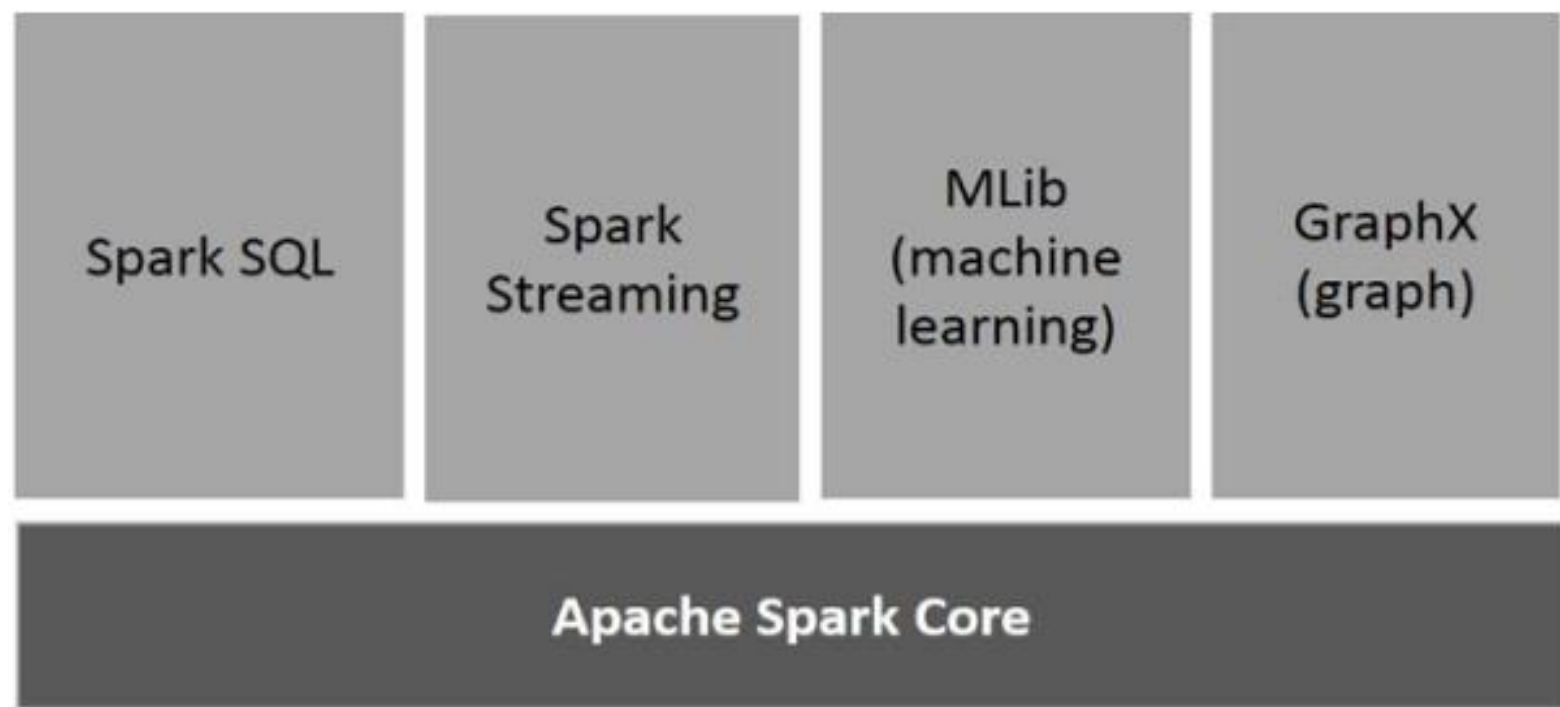 Spark SQL
Spark
Streaming
MLib
(machine
learning)
GraphX
(graph)
Apache Spark Core